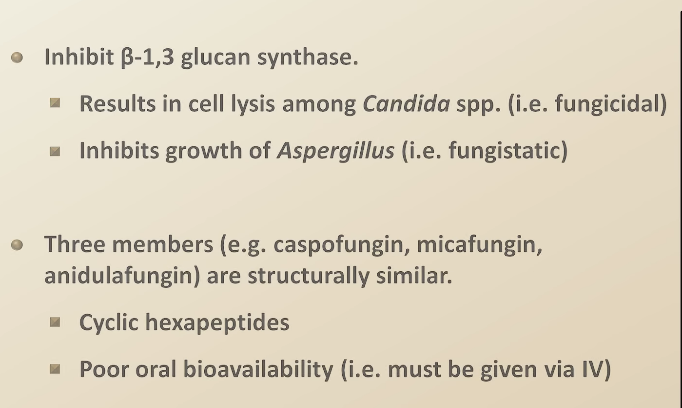 Inhibit β-1,3 glucan synthase.
Results in cell lysis among Candida spp. (i.e. fungicidal)
Inhibits growth of Aspergillus (i.e. fungistatic)
Three members (e.g. caspofungin, micafungin,
anidulafungin) are structurally similar.
Cyclic hexapeptides
Poor oral bioavailability (i.e. must be given via IV)